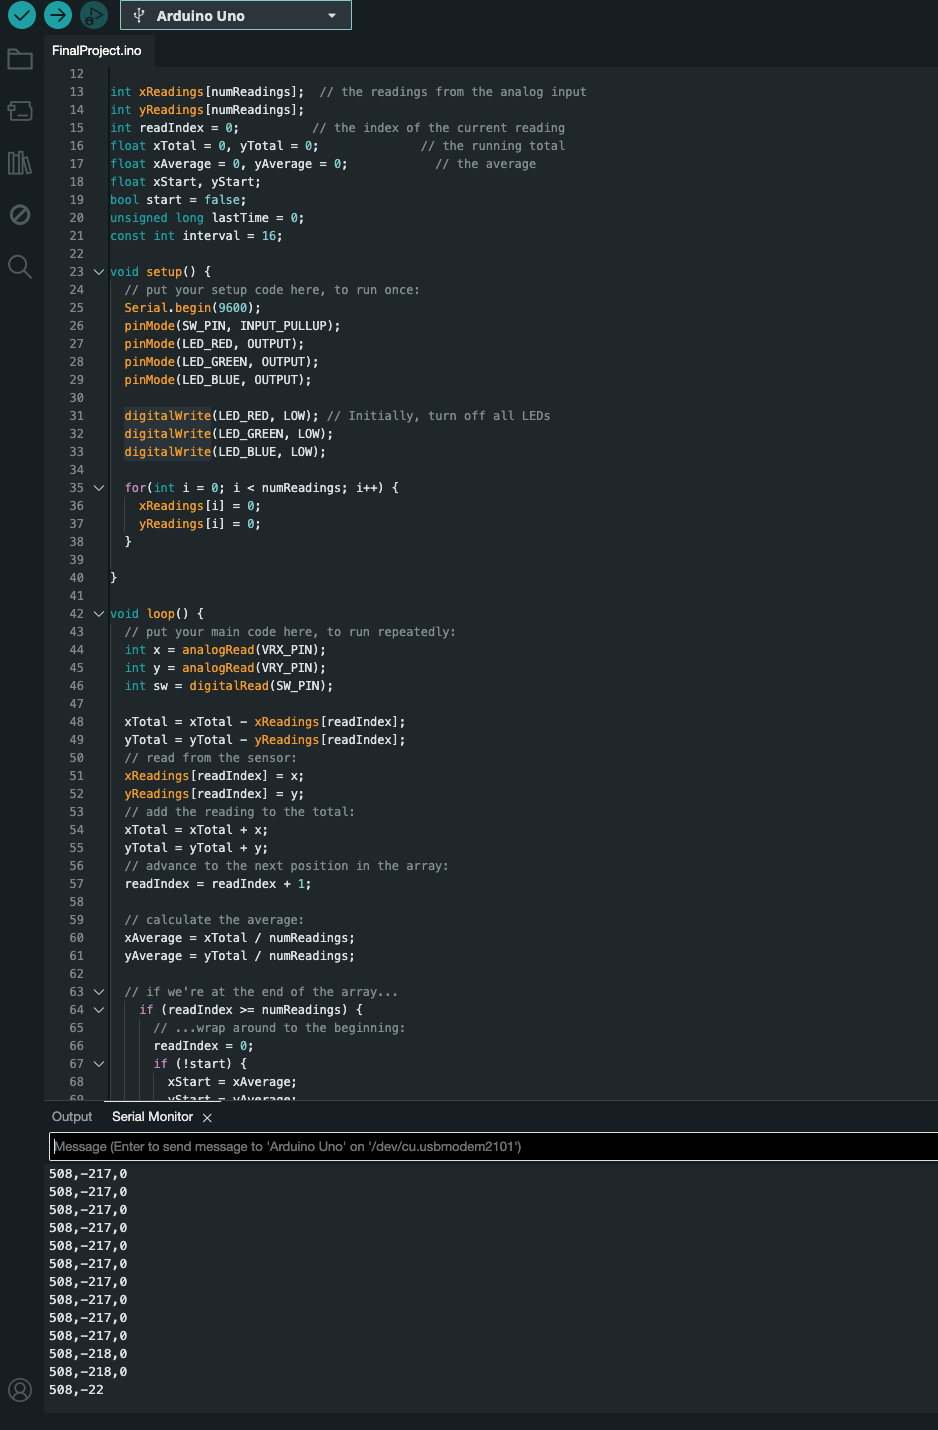 Arduino Uno
FinalProject.ino
12
13 int xReadings[numReadings];  // the readings from the analog input
14 int yReadings[numReadings];
15 int readIndex = 0;          // the index of the current reading
16 float xTotal = 0, yTotal = 0;              // the running total
17 float xAverage = 0, yAverage = 0;            // the average
18 float xStart, yStart;
19 bool start = false;
20 unsigned long lastTime = 0;
21 const int interval = 16;
22
23 void setup() {
24   // put your setup code here, to run once:
25   Serial.begin(9600);
26   pinMode(SW_PIN, INPUT_PULLUP);
27   pinMode(LED_RED, OUTPUT);
28   pinMode(LED_GREEN, OUTPUT);
29   pinMode(LED_BLUE, OUTPUT);
30
31   digitalWrite(LED_RED, LOW); // Initially, turn off all LEDs
32   digitalWrite(LED_GREEN, LOW);
33   digitalWrite(LED_BLUE, LOW);
34
35   for(int i = 0; i < numReadings; i++) {
36     xReadings[i] = 0;
37     yReadings[i] = 0;
38   }
39
40 }
41
42 void loop() {
43   // put your main code here, to run repeatedly:
44   int x = analogRead(VRX_PIN);
45   int y = analogRead(VRY_PIN);
46   int sw = digitalRead(SW_PIN);
47
48   xTotal = xTotal - xReadings[readIndex];
49   yTotal = yTotal - yReadings[readIndex];
50   // read from the sensor:
51   xReadings[readIndex] = x;
52   yReadings[readIndex] = y;
53   // add the reading to the total:
54   xTotal = xTotal + x;
55   yTotal = yTotal + y;
56   // advance to the next position in the array:
57   readIndex = readIndex + 1;
58
59   // calculate the average:
60   xAverage = xTotal / numReadings;
61   yAverage = yTotal / numReadings;
62
63   // if we're at the end of the array...
64     if (readIndex >= numReadings) {
65       // ...wrap around to the beginning:
66       readIndex = 0;
67       if (!start) {
68         xStart = xAverage;
69         yStart = yAverage;
Output Serial Monitor
Message (Enter to send message to 'Arduino Uno' on '/dev/cu.usbmodem2101')
508,-217,0
508,-217,0
508,-217,0
508,-217,0
508,-217,0
508,-217,0
508,-217,0
508,-217,0
508,-217,0
508,-217,0
508,-218,0
508,-218,0
508,-22